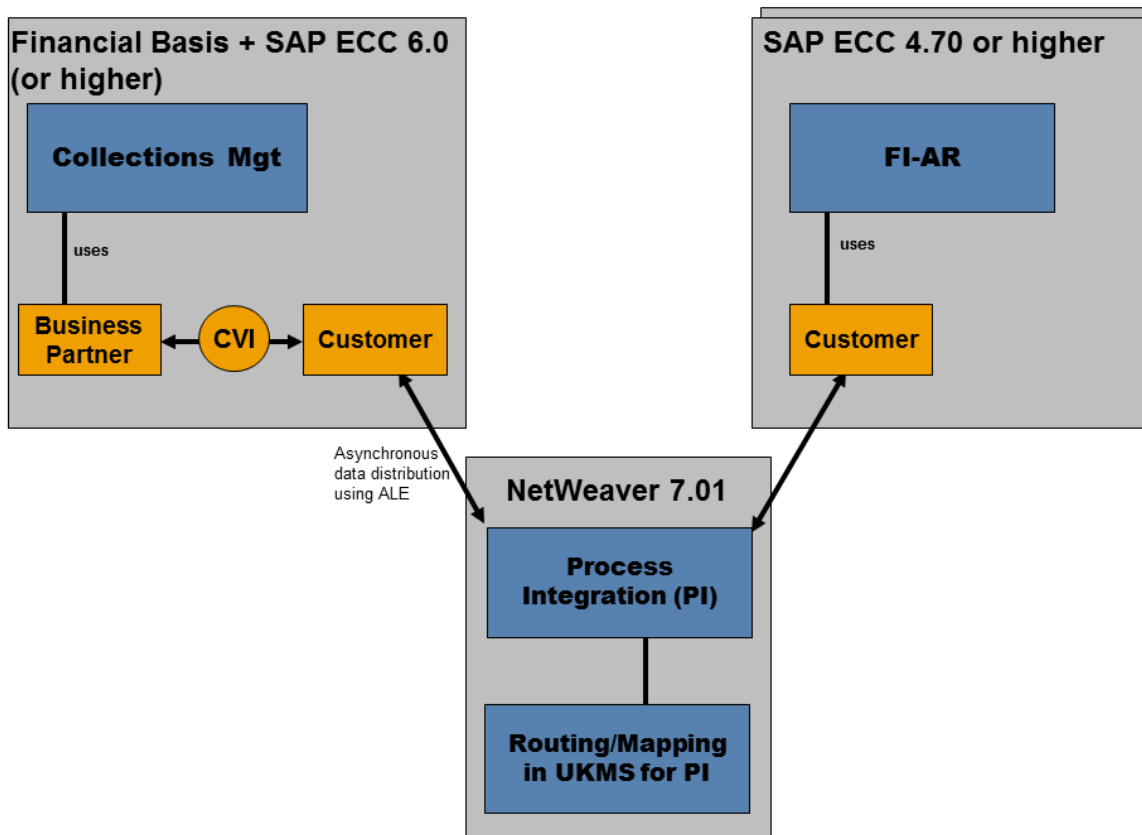 Financial Basis + SAP ECC 6.0
(or higher)
Collections Mgt
uses
Business
Partner
CVI
Customer
SAP ECC 4.70 or higher
FI-AR
uses
Customer
Asynchronous
data distribution
using ALE
NetWeaver 7.01
Process
Integration (PI)
Routing/Mapping
in UKMS for PI